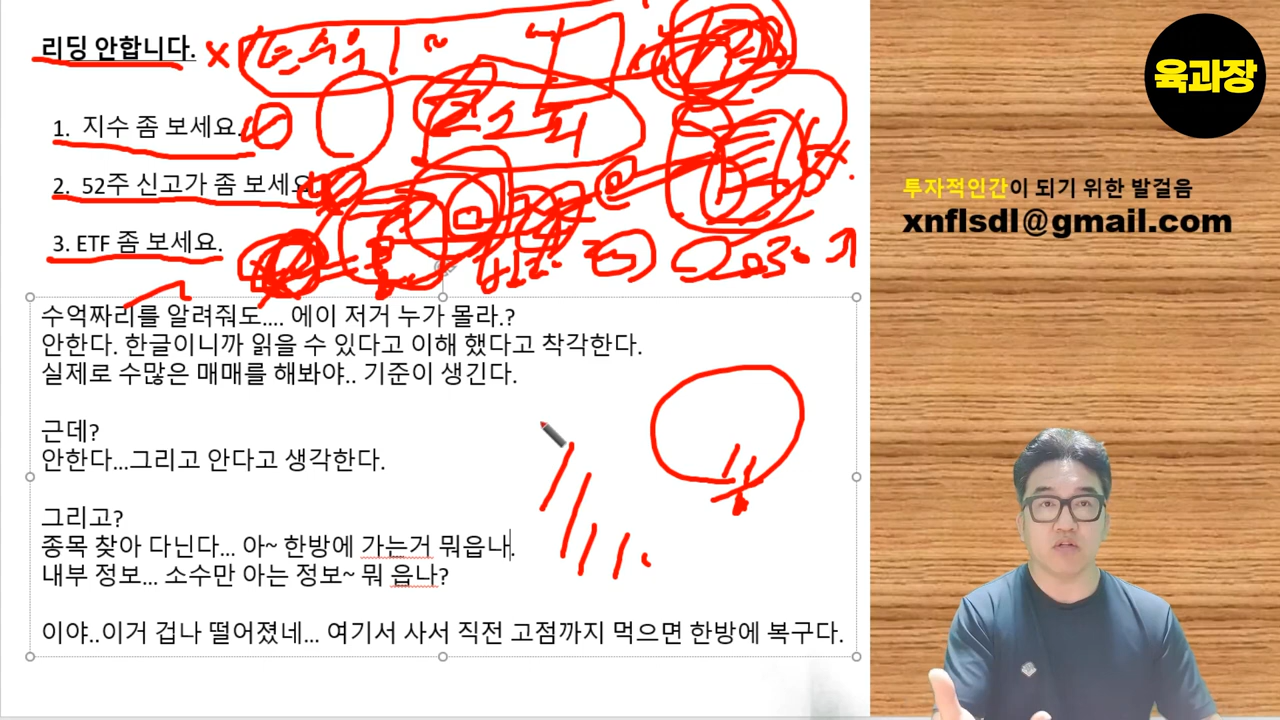 리딩 안합니다.
1. 지수 좀 보세요.
2. 52주 신고가 좀 보세요.
3. ETF 좀 보세요.
수억짜리를 알려줘도.... 에이 저거 누가 몰라.?
안한다. 한글이니까 읽을 수 있다고 이해 했다고 착각한다.
실제로 수많은 매매를 해봐야.. 기준이 생긴다.
근데?
안한다...그리고 안다고 생각한다.
그리고?
종목 찾아 다닌다... 아~ 한방에 가는거 뭐읍나.
내부 정보... 소수만 아는 정보~ 뭐 읍나?
이야..이거 겁나 떨어졌네... 여기서 사서 직전 고점까지 먹으면 한방에 복구다.
육과장
투자적인간이 되기 위한 발걸음
xnflsdl@gmail.com